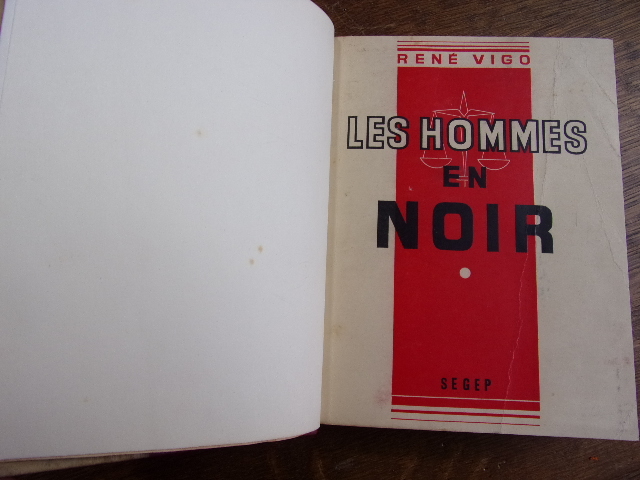 RENÉ VIGO
LES HOMMES
EN
NOIR
SEGEP